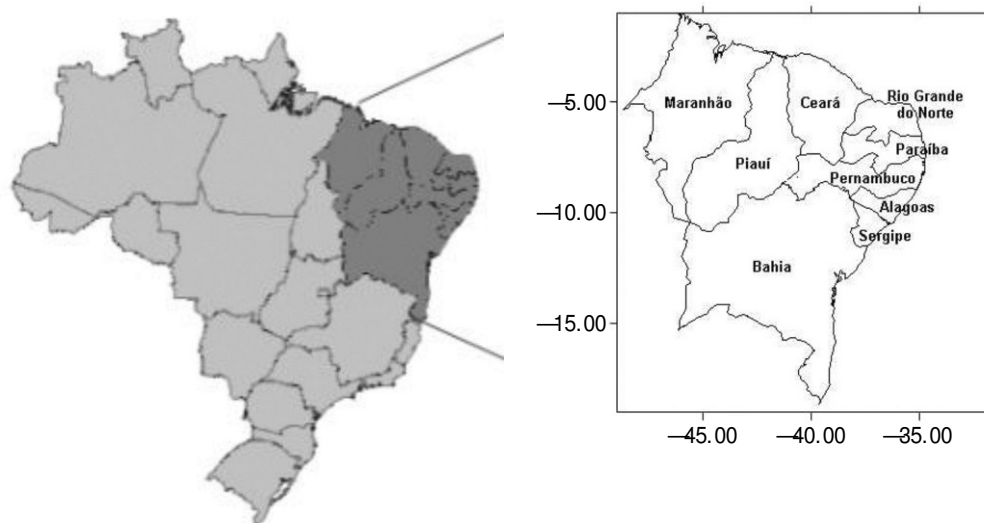 Maranhão
Ceará
Rio Grande
do Norte
Paraíba
Piauí
Pernambuco
Alagoas
Sergipe
Bahia
—5.00
—10.00
—15.00
—45.00
—40.00
—35.00